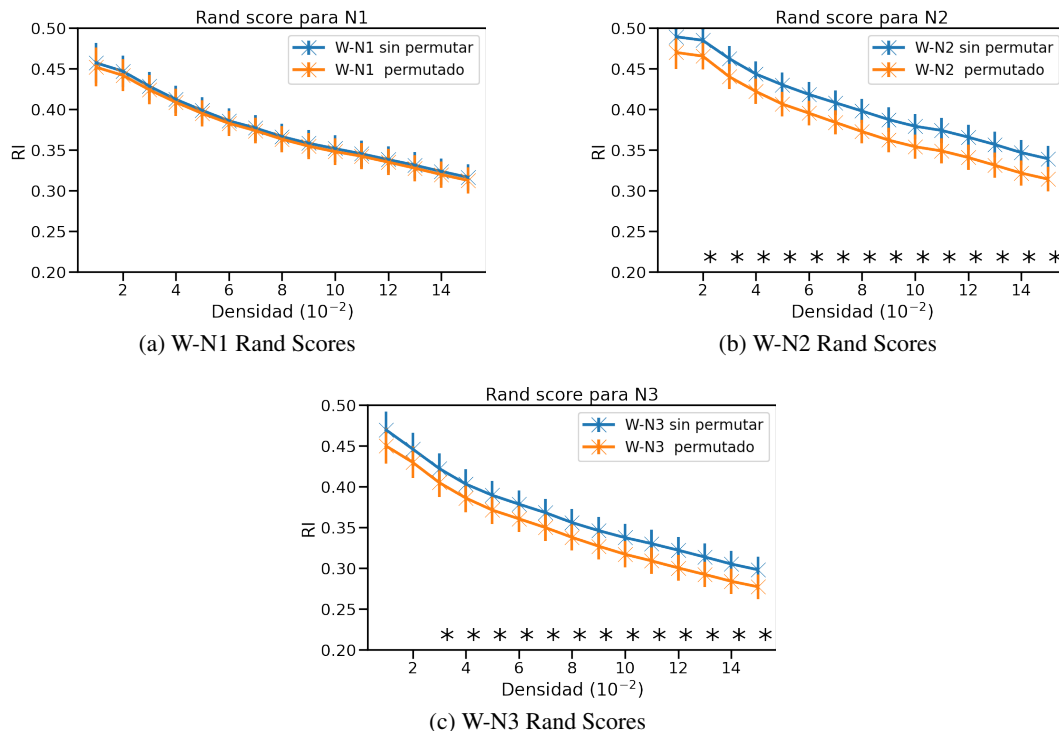 Rand score para N1
0.50
0.45
0.40
0.35
0.30
0.25
0.20
RI
W-N1 sin permutar
W-N1 permutado
2 4 6 8 10 12 14
Densidad (10⁻²)
(a) W-N1 Rand Scores
Rand score para N2
0.50
0.45
0.40
0.35
0.30
0.25
0.20
RI
W-N2 sin permutar
W-N2 permutado
* * * * * * * * * * * * * *
2 4 6 8 10 12 14
Densidad (10⁻²)
(b) W-N2 Rand Scores
Rand score para N3
0.50
0.45
0.40
0.35
0.30
0.25
0.20
RI
W-N3 sin permutar
W-N3 permutado
* * * * * * * * * * * * *
2 4 6 8 10 12 14
Densidad (10⁻²)
(c) W-N3 Rand Scores